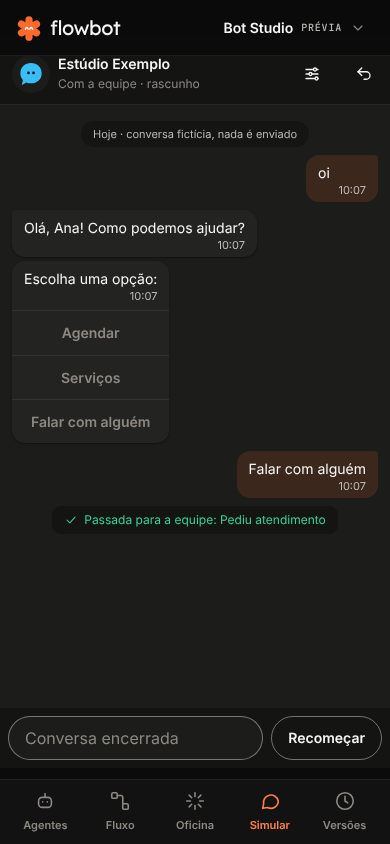 flowbot
Bot Studio PRÉVIA
Estúdio Exemplo
Com a equipe · rascunho
Hoje · conversa fictícia, nada é enviado
oi
10:07
Olá, Ana! Como podemos ajudar?
10:07
Escolha uma opção:
10:07
Agendar
Serviços
Falar com alguém
Falar com alguém
10:07
Passada para a equipe: Pediu atendimento
Conversa encerrada
Recomeçar
Agentes
Fluxo
Oficina
Simular
Versões